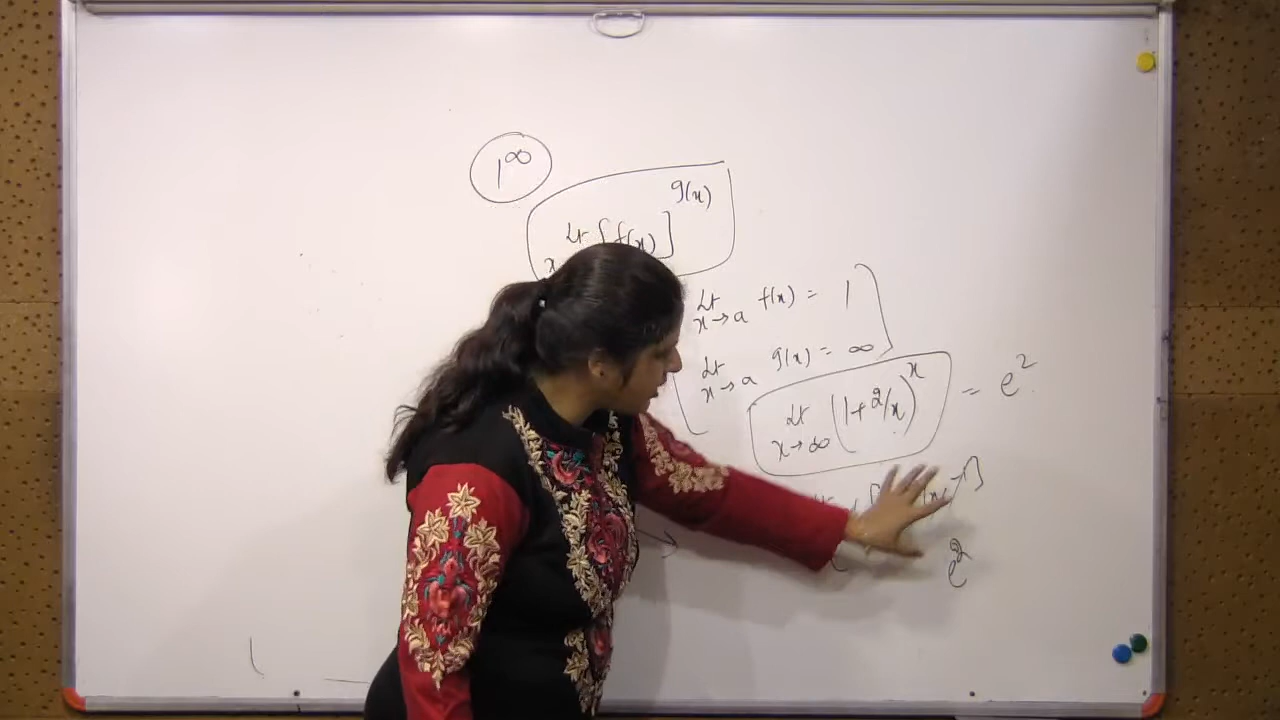 1^∞
Lt [f(x)]^g(x)
x
Lt f(x) = 1
x→a
Lt g(x) = ∞
x→a
Lt (1+2/x)^x = e^2
x→∞
e^2